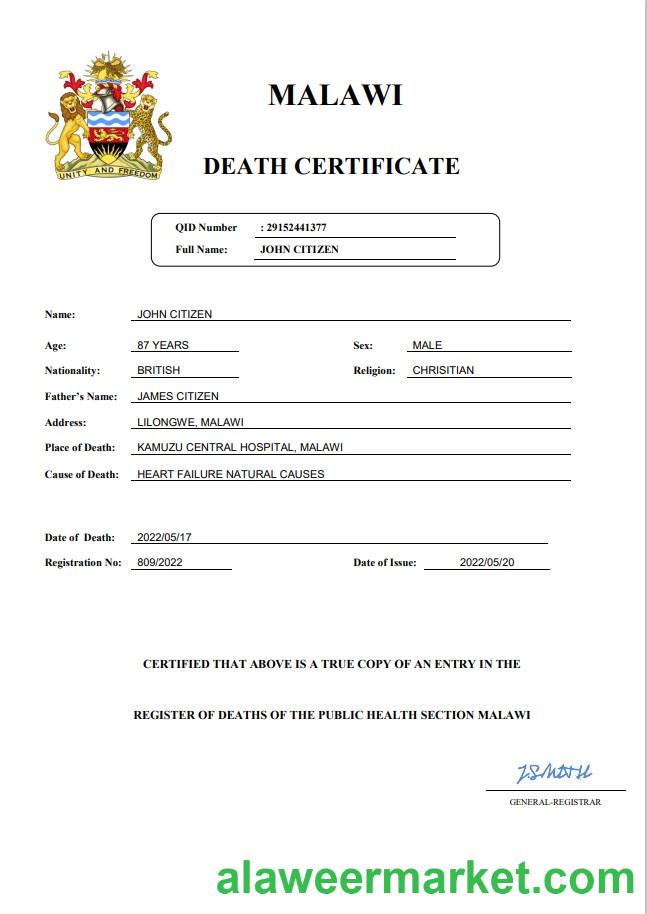 UNITY AND FREEDOM
MALAWI
DEATH CERTIFICATE
QID Number : 29152441377
Full Name: JOHN CITIZEN
Name: JOHN CITIZEN
Age: 87 YEARS Sex: MALE
Nationality: BRITISH Religion: CHRISITIAN
Father's Name: JAMES CITIZEN
Address: LILONGWE, MALAWI
Place of Death: KAMUZU CENTRAL HOSPITAL, MALAWI
Cause of Death: HEART FAILURE NATURAL CAUSES
Date of Death: 2022/05/17
Registration No: 809/2022 Date of Issue: 2022/05/20
CERTIFIED THAT ABOVE IS A TRUE COPY OF AN ENTRY IN THE
REGISTER OF DEATHS OF THE PUBLIC HEALTH SECTION MALAWI
GENERAL-REGISTRAR
alaweermarket.com